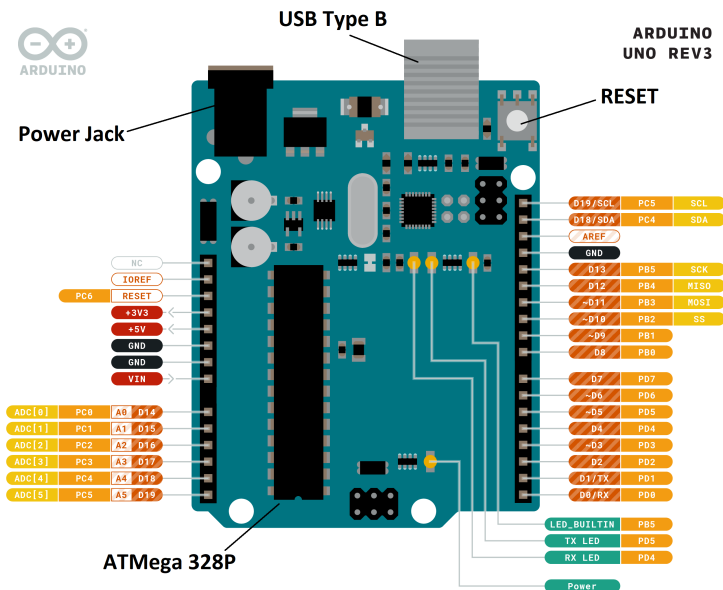 USB Type B
ARDUINO
UNO REV3
ARDUINO
Power Jack
RESET
D19/SCL PC5 SCL
D18/SDA PC4 SDA
AREF
GND
D13 PB5 SCK
D12 PB4 MISO
~D11 PB3 MOSI
~D10 PB2 SS
~D9 PB1
D8 PB0
D7 PD7
~D6 PD6
~D5 PD5
D4 PD4
~D3 PD3
D2 PD2
D1/TX PD1
D0/RX PD0
NC
IOREF
PC6 RESET
+3V3
+5V
GND
GND
VIN
ADC[0] PC0 A0 D14
ADC[1] PC1 A1 D15
ADC[2] PC2 A2 D16
ADC[3] PC3 A3 D17
ADC[4] PC4 A4 D18
ADC[5] PC5 A5 D19
LED_BUILTIN PB5
TX LED PD5
RX LED PD4
Power
ATMega 328P